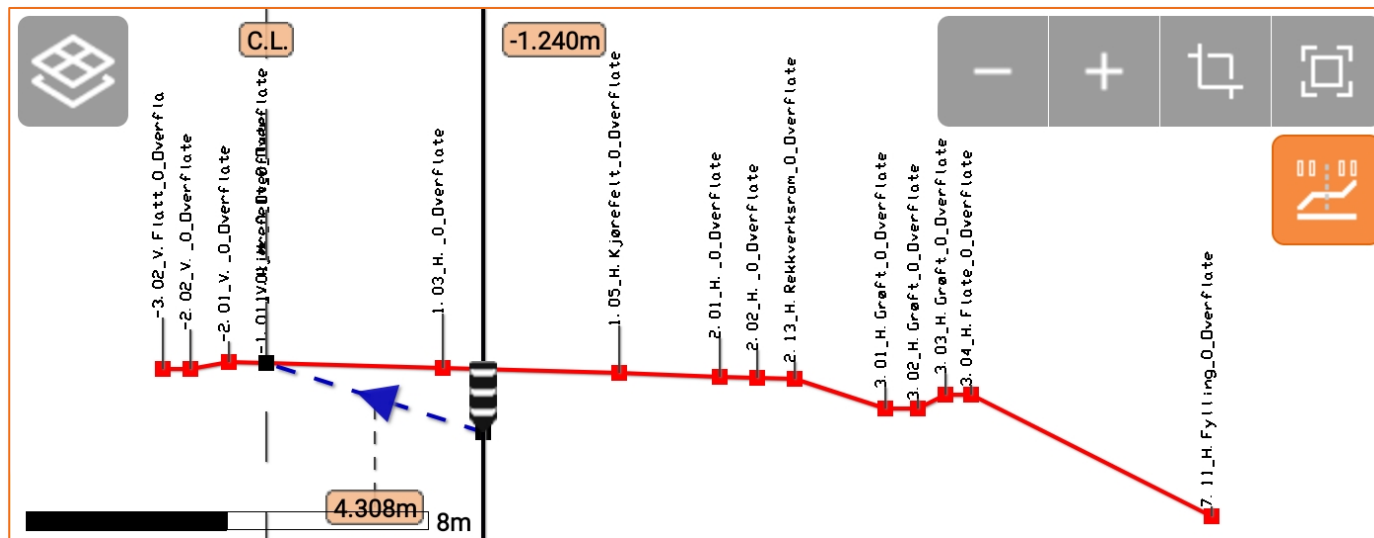 C.L.
-1.240m
-3. 02_V. Flatt_0_Overfla
-2. 02_V. _0_Overflate
-2. 01_V. _0_Overflate
1. 03_H. _0_Overflate
1. 05_H. Kjørefelt_0_Overflate
2. 01_H. _0_Overflate
2. 02_H. _0_Overflate
2. 13_H. Rekkverksrom_0_Overflate
3. 01_H. Grøft_0_Overflate
3. 02_H. Grøft_0_Overflate
3. 03_H. Grøft_0_Overflate
3. 04_H. Flate_0_Overflate
7. 11_H. Fylling_0_Overflate
4.308m
8m